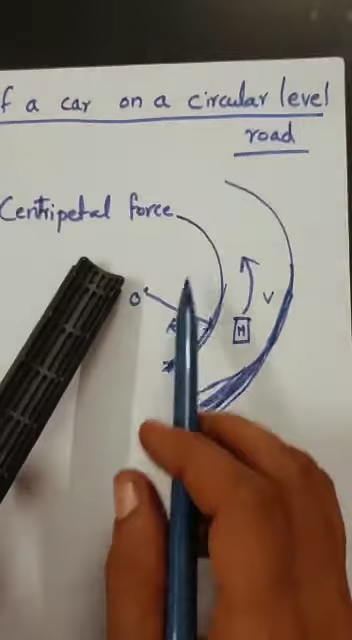 f a car on a circular level
road
Centripetal force
O
V
M